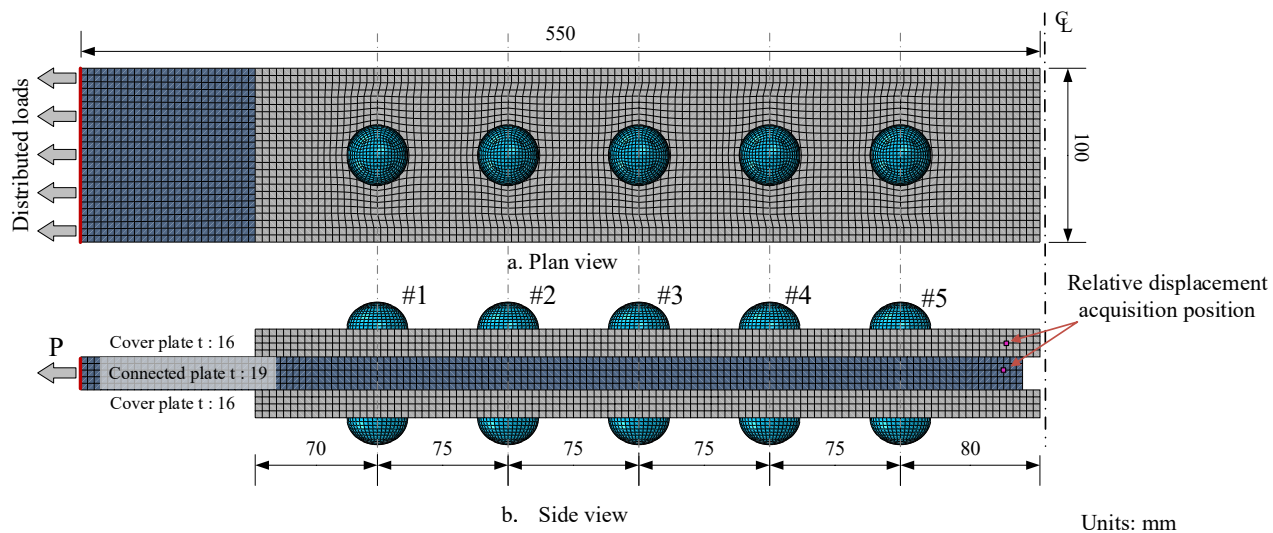 ℄
550
Distributed loads
100
a. Plan view
#1
#2
#3
#4
#5
Relative displacement
acquisition position
P
Cover plate t : 16
Connected plate t : 19
Cover plate t : 16
70
75
75
75
75
80
b. Side view
Units: mm